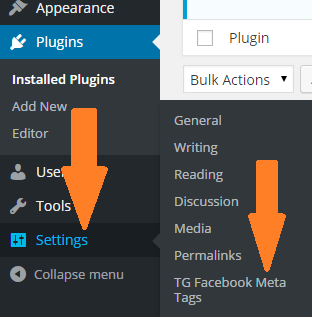 Appearance
Plugins
Installed Plugins
Add New
Editor
Tools
Settings
Collapse menu
Plugin
Bulk Actions
General
Writing
Reading
Discussion
Media
Permalinks
TG Facebook Meta
Tags